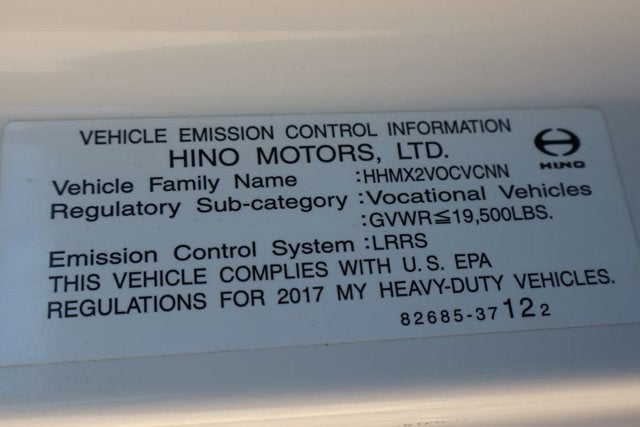 VEHICLE EMISSION CONTROL INFORMATION
HINO MOTORS, LTD.
HINO
Vehicle Family Name :HHMX2VOCVCNN
Regulatory Sub-category :Vocational Vehicles
:GVWR≦19,500LBS.
Emission Control System :LRRS
THIS VEHICLE COMPLIES WITH U.S. EPA
REGULATIONS FOR 2017 MY HEAVY-DUTY VEHICLES.
82685-37122